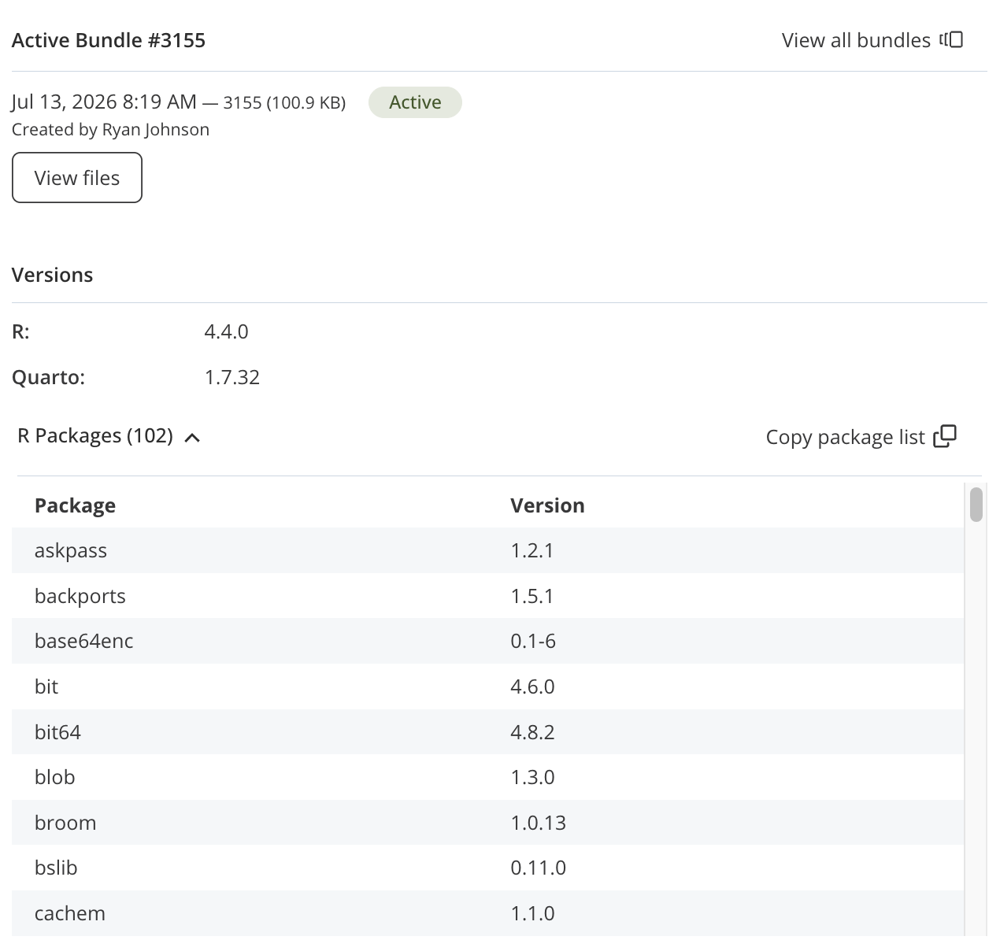 Active Bundle #3155
View all bundles
Jul 13, 2026 8:19 AM — 3155 (100.9 KB)
Active
Created by Ryan Johnson
View files
Versions
R: 4.4.0
Quarto: 1.7.32
R Packages (102)
Copy package list
Package Version
askpass 1.2.1
backports 1.5.1
base64enc 0.1-6
bit 4.6.0
bit64 4.8.2
blob 1.3.0
broom 1.0.13
bslib 0.11.0
cachem 1.1.0